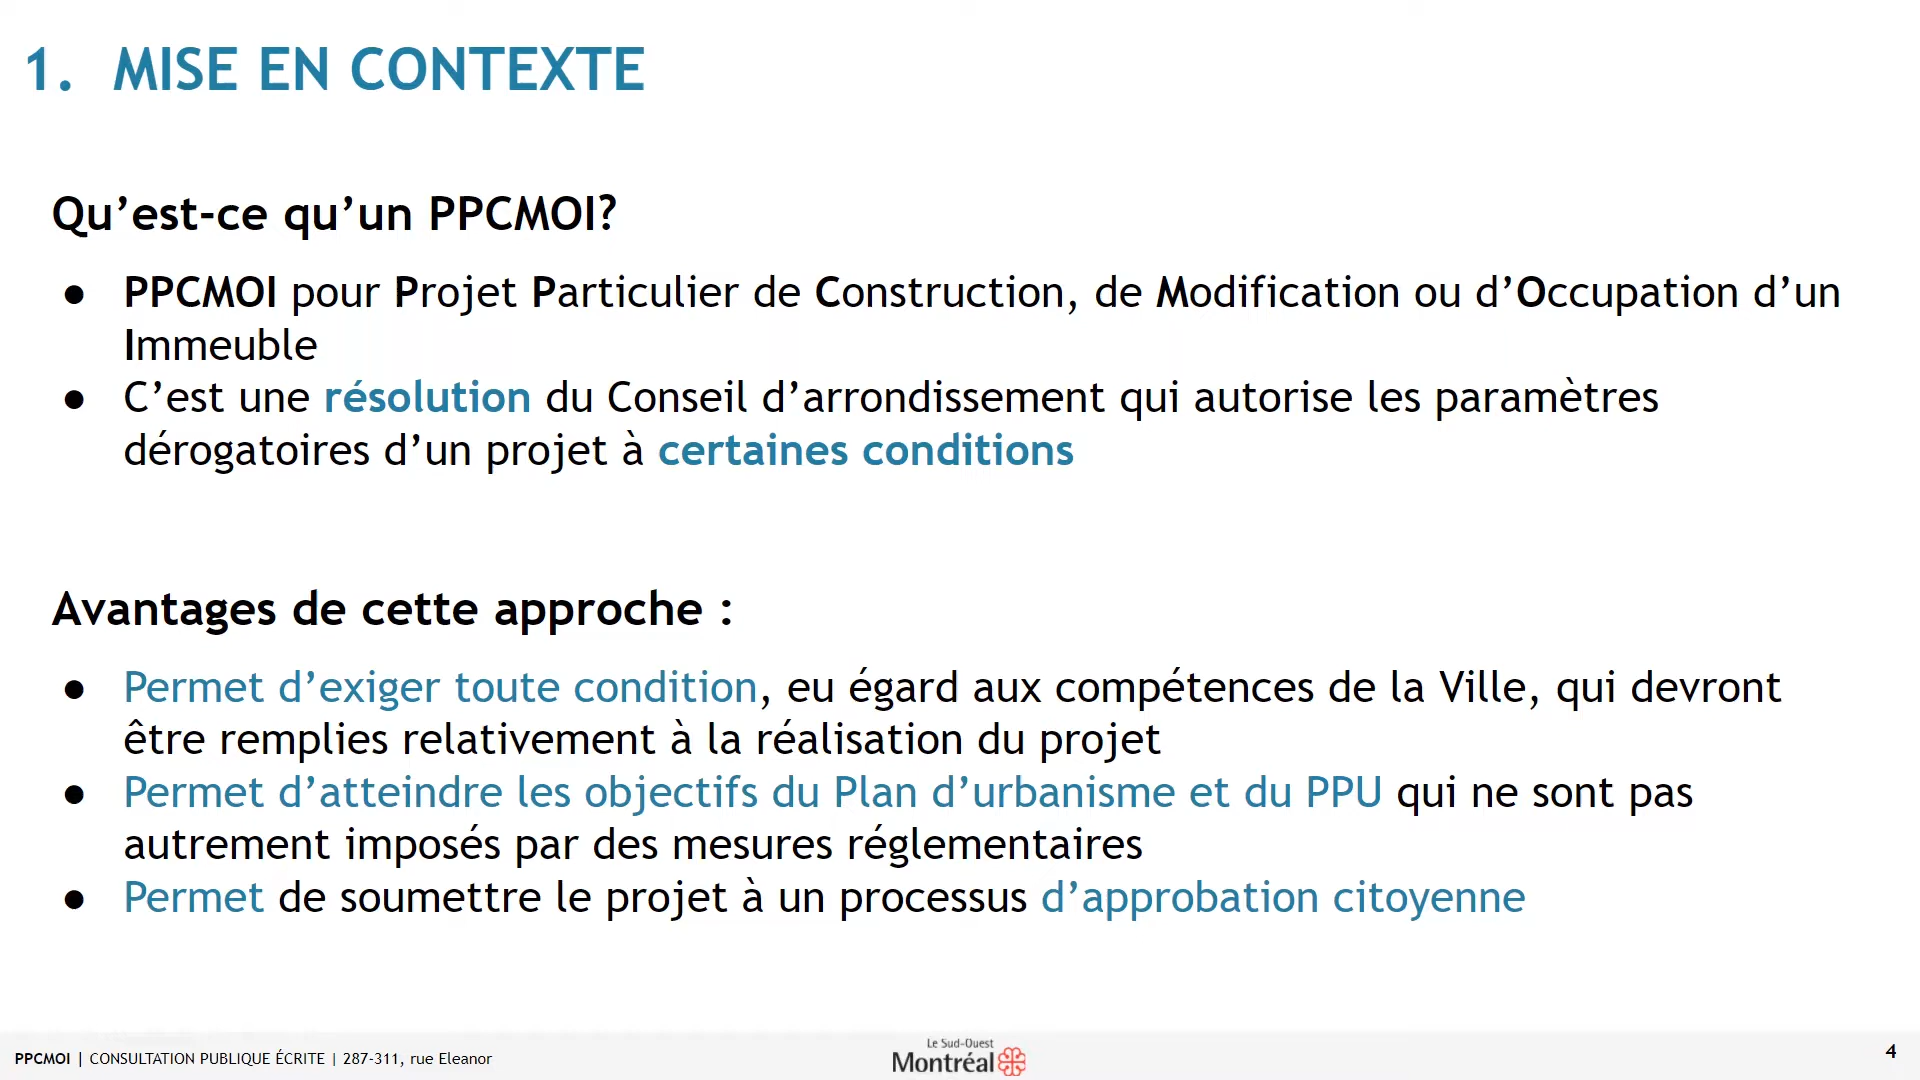 1. MISE EN CONTEXTE
Qu’est-ce qu’un PPCMOI?
● PPCMOI pour Projet Particulier de Construction, de Modification ou d’Occupation d’un
Immeuble
● C’est une résolution du Conseil d’arrondissement qui autorise les paramètres
dérogatoires d’un projet à certaines conditions
Avantages de cette approche :
● Permet d’exiger toute condition, eu égard aux compétences de la Ville, qui devront
être remplies relativement à la réalisation du projet
● Permet d’atteindre les objectifs du Plan d’urbanisme et du PPU qui ne sont pas
autrement imposés par des mesures réglementaires
● Permet de soumettre le projet à un processus d’approbation citoyenne
PPCMOI | CONSULTATION PUBLIQUE ÉCRITE | 287-311, rue Eleanor
Le Sud-Ouest
Montréal
4